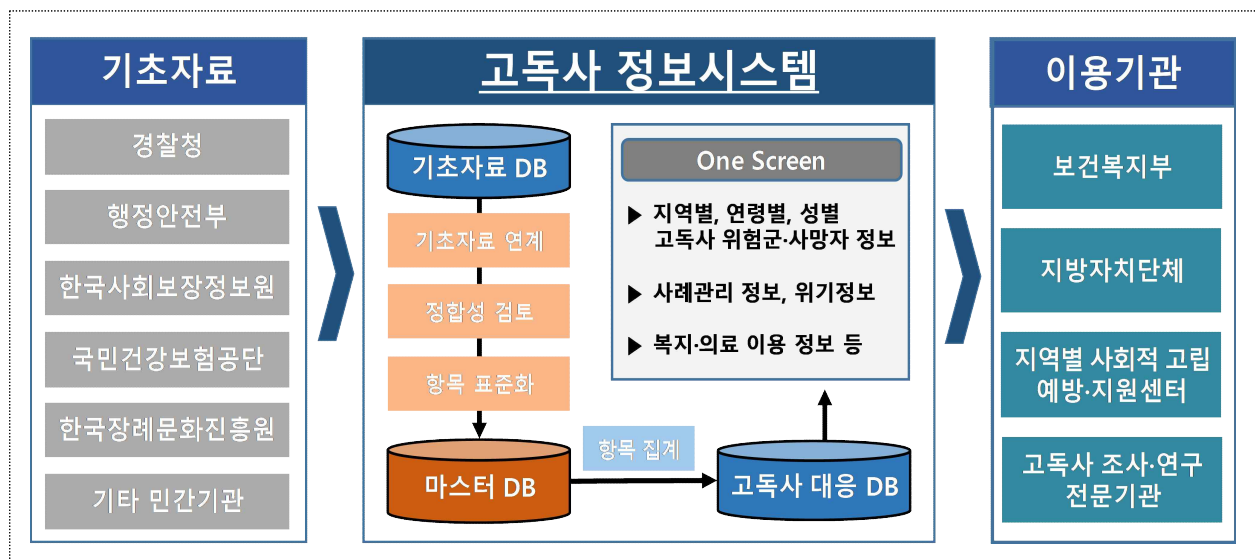 기초자료
경찰청
행정안전부
한국사회보장정보원
국민건강보험공단
한국장례문화진흥원
기타 민간기관
고독사 정보시스템
기초자료 DB
기초자료 연계
정합성 검토
항목 표준화
마스터 DB
항목 집계
고독사 대응 DB
One Screen
▶ 지역별, 연령별, 성별
고독사 위험군·사망자 정보
▶ 사례관리 정보, 위기정보
▶ 복지·의료 이용 정보 등
이용기관
보건복지부
지방자치단체
지역별 사회적 고립
예방·지원센터
고독사 조사·연구
전문기관